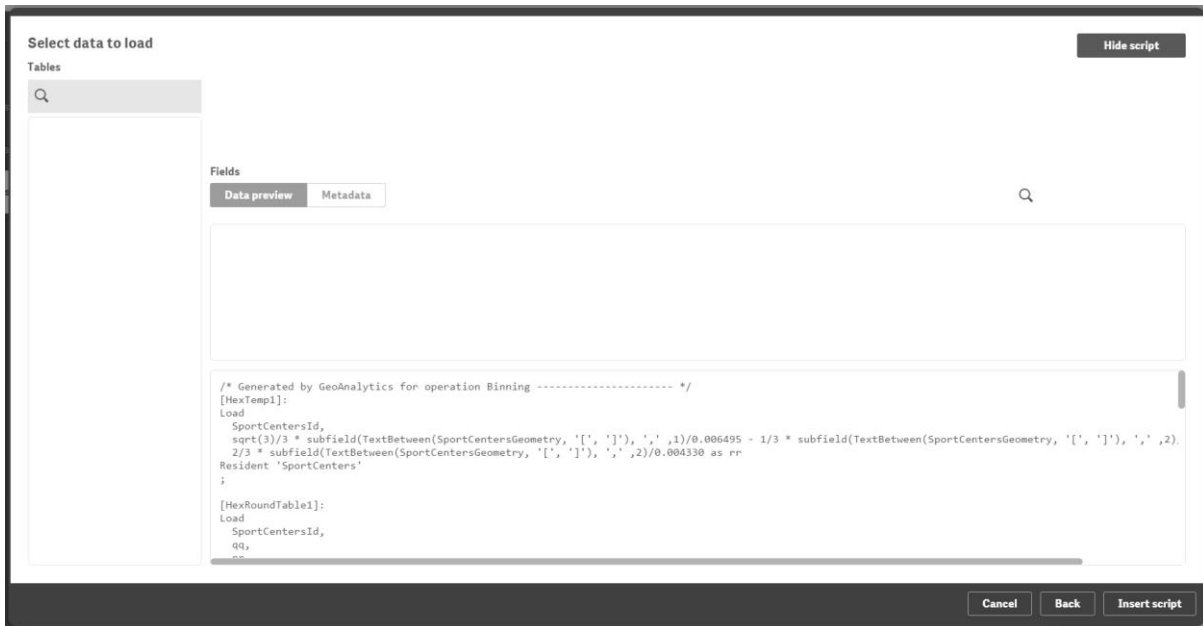 Select data to load
Hide script
Tables
Fields
Data preview
Metadata
/* Generated by GeoAnalytics for operation Binning ---------------------- */
[HexTemp1]:
Load
SportCentersId,
sqrt(3)/3 * subfield(TextBetween(SportCentersGeometry, '[', ']'), ',' ,1)/0.006495 - 1/3 * subfield(TextBetween(SportCentersGeometry, '[', ']'), ',' ,2)
2/3 * subfield(TextBetween(SportCentersGeometry, '[', ']'), ',' ,2)/0.004330 as rr
Resident 'SportCenters'
;
[HexRoundTable1]:
Load
SportCentersId,
qq,
Cancel
Back
Insert script